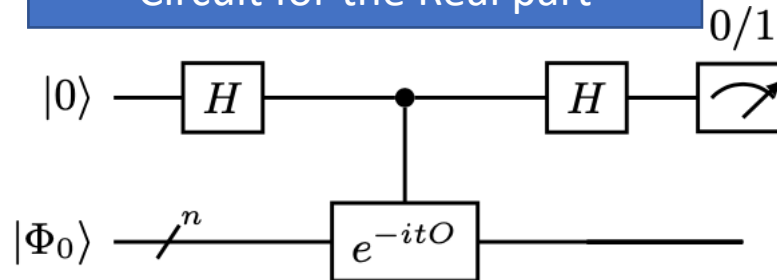 Circuit for the Real part
0/1
|0⟩ H H
n
|Φ₀⟩ e^{-itO}